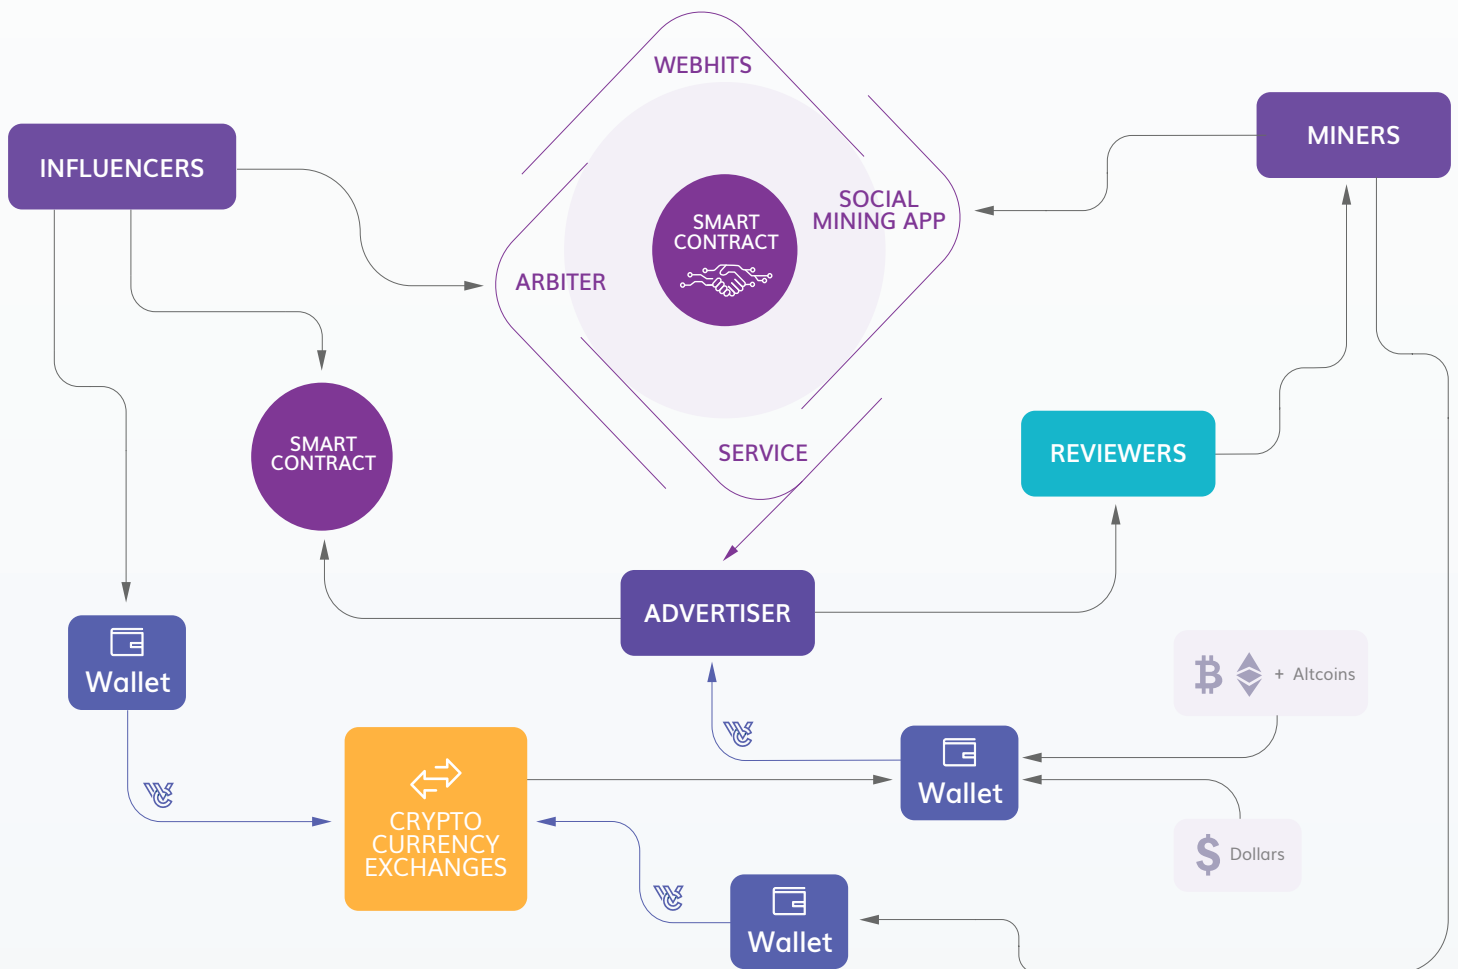 WEBHITS
INFLUENCERS
MINERS
SOCIAL
MINING APP
SMART
CONTRACT
ARBITER
SMART
CONTRACT
SERVICE
REVIEWERS
ADVERTISER
Wallet
+ Altcoins
Wallet
CRYPTO
CURRENCY
EXCHANGES
Dollars
Wallet